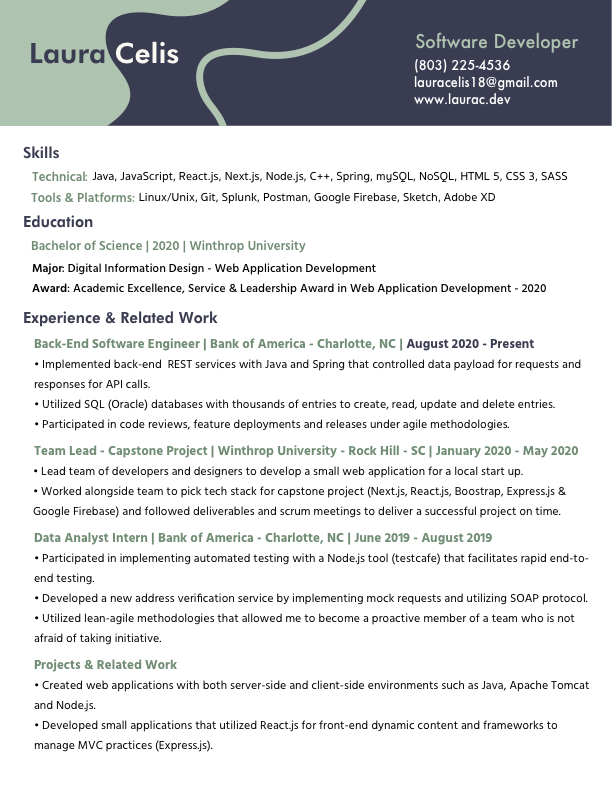 Laura Celis
Software Developer
(803) 225-4536
lauracelis18@gmail.com
www.laurac.dev
Skills
Technical: Java, JavaScript, React.js, Next.js, Node.js, C++, Spring, mySQL, NoSQL, HTML 5, CSS 3, SASS
Tools & Platforms: Linux/Unix, Git, Splunk, Postman, Google Firebase, Sketch, Adobe XD
Education
Bachelor of Science | 2020 | Winthrop University
Major: Digital Information Design - Web Application Development
Award: Academic Excellence, Service & Leadership Award in Web Application Development - 2020
Experience & Related Work
Back-End Software Engineer | Bank of America - Charlotte, NC | August 2020 - Present
• Implemented back-end REST services with Java and Spring that controlled data payload for requests and
responses for API calls.
• Utilized SQL (Oracle) databases with thousands of entries to create, read, update and delete entries.
• Participated in code reviews, feature deployments and releases under agile methodologies.
Team Lead - Capstone Project | Winthrop University - Rock Hill - SC | January 2020 - May 2020
• Lead team of developers and designers to develop a small web application for a local start up.
• Worked alongside team to pick tech stack for capstone project (Next.js, React.js, Boostrap, Express.js &
Google Firebase) and followed deliverables and scrum meetings to deliver a successful project on time.
Data Analyst Intern | Bank of America - Charlotte, NC | June 2019 - August 2019
• Participated in implementing automated testing with a Node.js tool (testcafe) that facilitates rapid end-to-
end testing.
• Developed a new address verification service by implementing mock requests and utilizing SOAP protocol.
• Utilized lean-agile methodologies that allowed me to become a proactive member of a team who is not
afraid of taking initiative.
Projects & Related Work
• Created web applications with both server-side and client-side environments such as Java, Apache Tomcat
and Node.js.
• Developed small applications that utilized React.js for front-end dynamic content and frameworks to
manage MVC practices (Express.js).